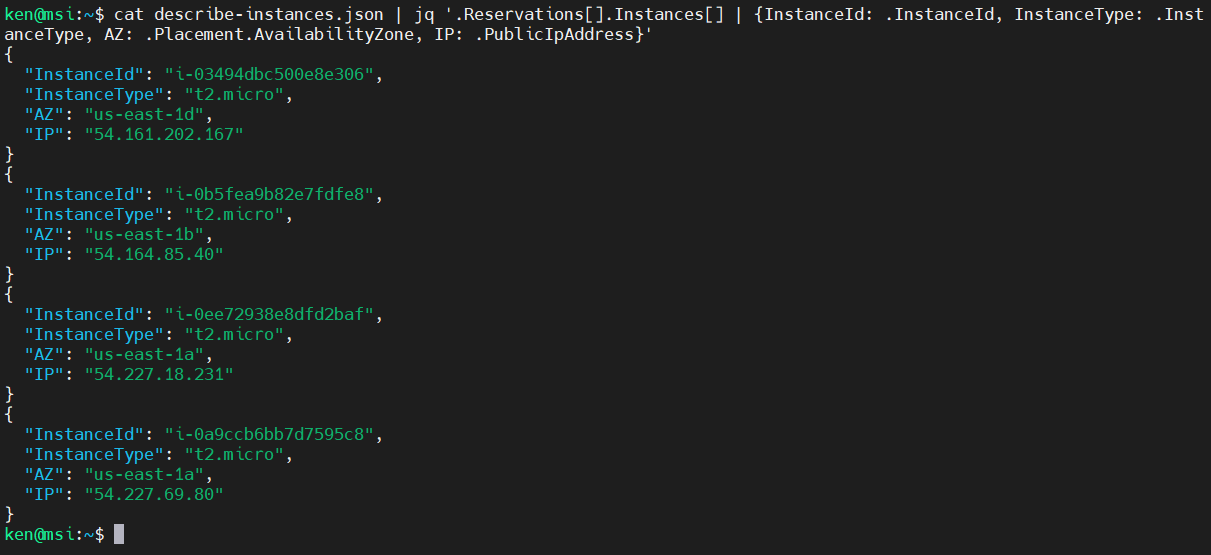 ken@msi:~$ cat describe-instances.json | jq '.Reservations[].Instances[] | {InstanceId: .InstanceId, InstanceType: .Inst
anceType, AZ: .Placement.AvailabilityZone, IP: .PublicIpAddress}'
{
  "InstanceId": "i-03494dbc500e8e306",
  "InstanceType": "t2.micro",
  "AZ": "us-east-1d",
  "IP": "54.161.202.167"
}
{
  "InstanceId": "i-0b5fea9b82e7fdfe8",
  "InstanceType": "t2.micro",
  "AZ": "us-east-1b",
  "IP": "54.164.85.40"
}
{
  "InstanceId": "i-0ee72938e8dfd2baf",
  "InstanceType": "t2.micro",
  "AZ": "us-east-1a",
  "IP": "54.227.18.231"
}
{
  "InstanceId": "i-0a9ccb6bb7d7595c8",
  "InstanceType": "t2.micro",
  "AZ": "us-east-1a",
  "IP": "54.227.69.80"
}
ken@msi:~$